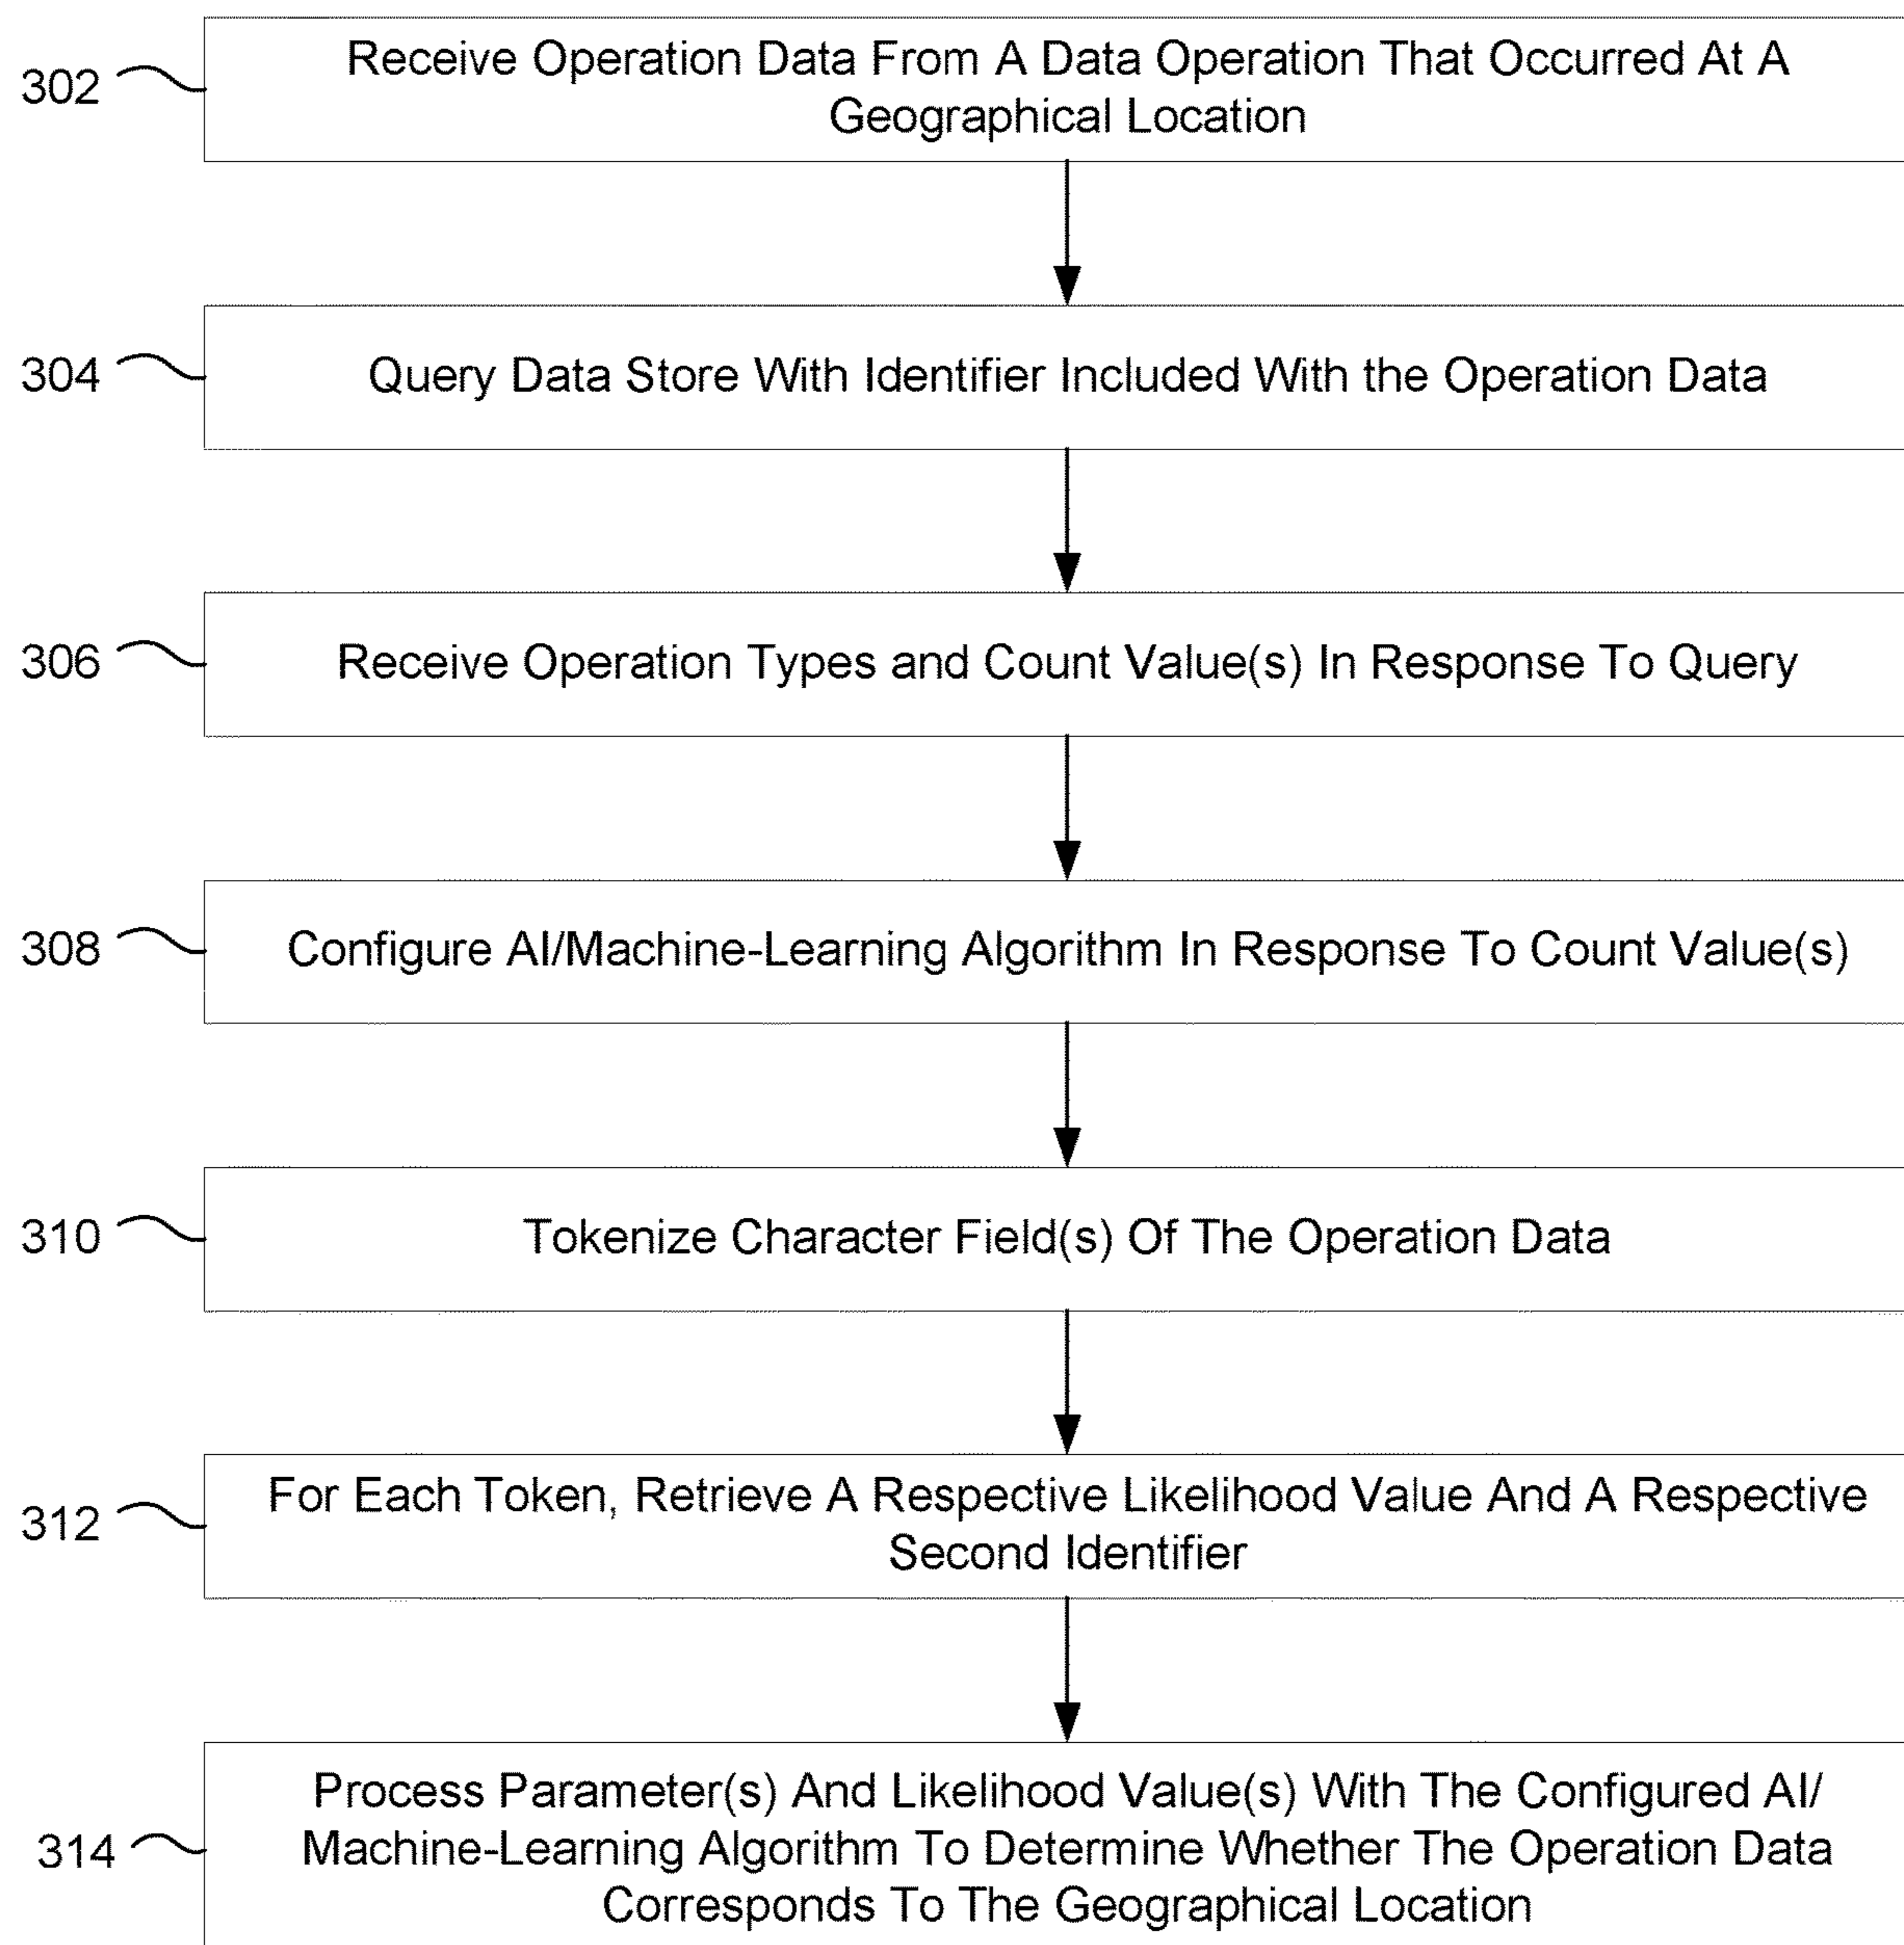 302
Receive Operation Data From A Data Operation That Occurred At A
Geographical Location
304
Query Data Store With Identifier Included With the Operation Data
306
Receive Operation Types and Count Value(s) In Response To Query
308
Configure AI/Machine-Learning Algorithm In Response To Count Value(s)
310
Tokenize Character Field(s) Of The Operation Data
312
For Each Token, Retrieve A Respective Likelihood Value And A Respective
Second Identifier
314
Process Parameter(s) And Likelihood Value(s) With The Configured AI/
Machine-Learning Algorithm To Determine Whether The Operation Data
Corresponds To The Geographical Location